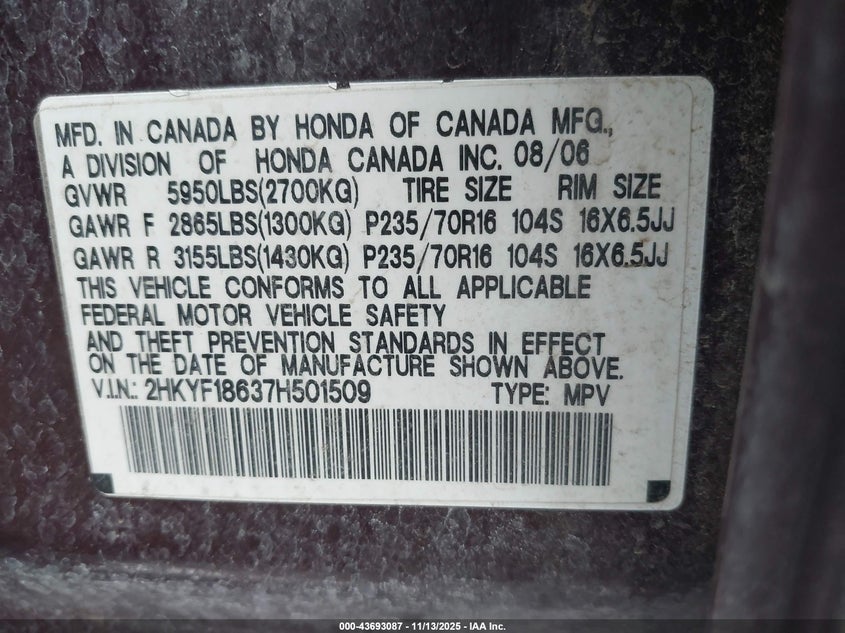 MFD. IN CANADA BY HONDA OF CANADA MFG.,
A DIVISION OF HONDA CANADA INC. 08/06
GVWR 5950LBS(2700KG) TIRE SIZE RIM SIZE
GAWR F 2865LBS(1300KG) P235/70R16 104S 16X6.5JJ
GAWR R 3155LBS(1430KG) P235/70R16 104S 16X6.5JJ
THIS VEHICLE CONFORMS TO ALL APPLICABLE
FEDERAL MOTOR VEHICLE SAFETY
AND THEFT PREVENTION STANDARDS IN EFFECT
ON THE DATE OF MANUFACTURE SHOWN ABOVE.
V.I.N.: 2HKYF18637H501509 TYPE: MPV
000-43693087 - 11/13/2025 - IAA Inc.